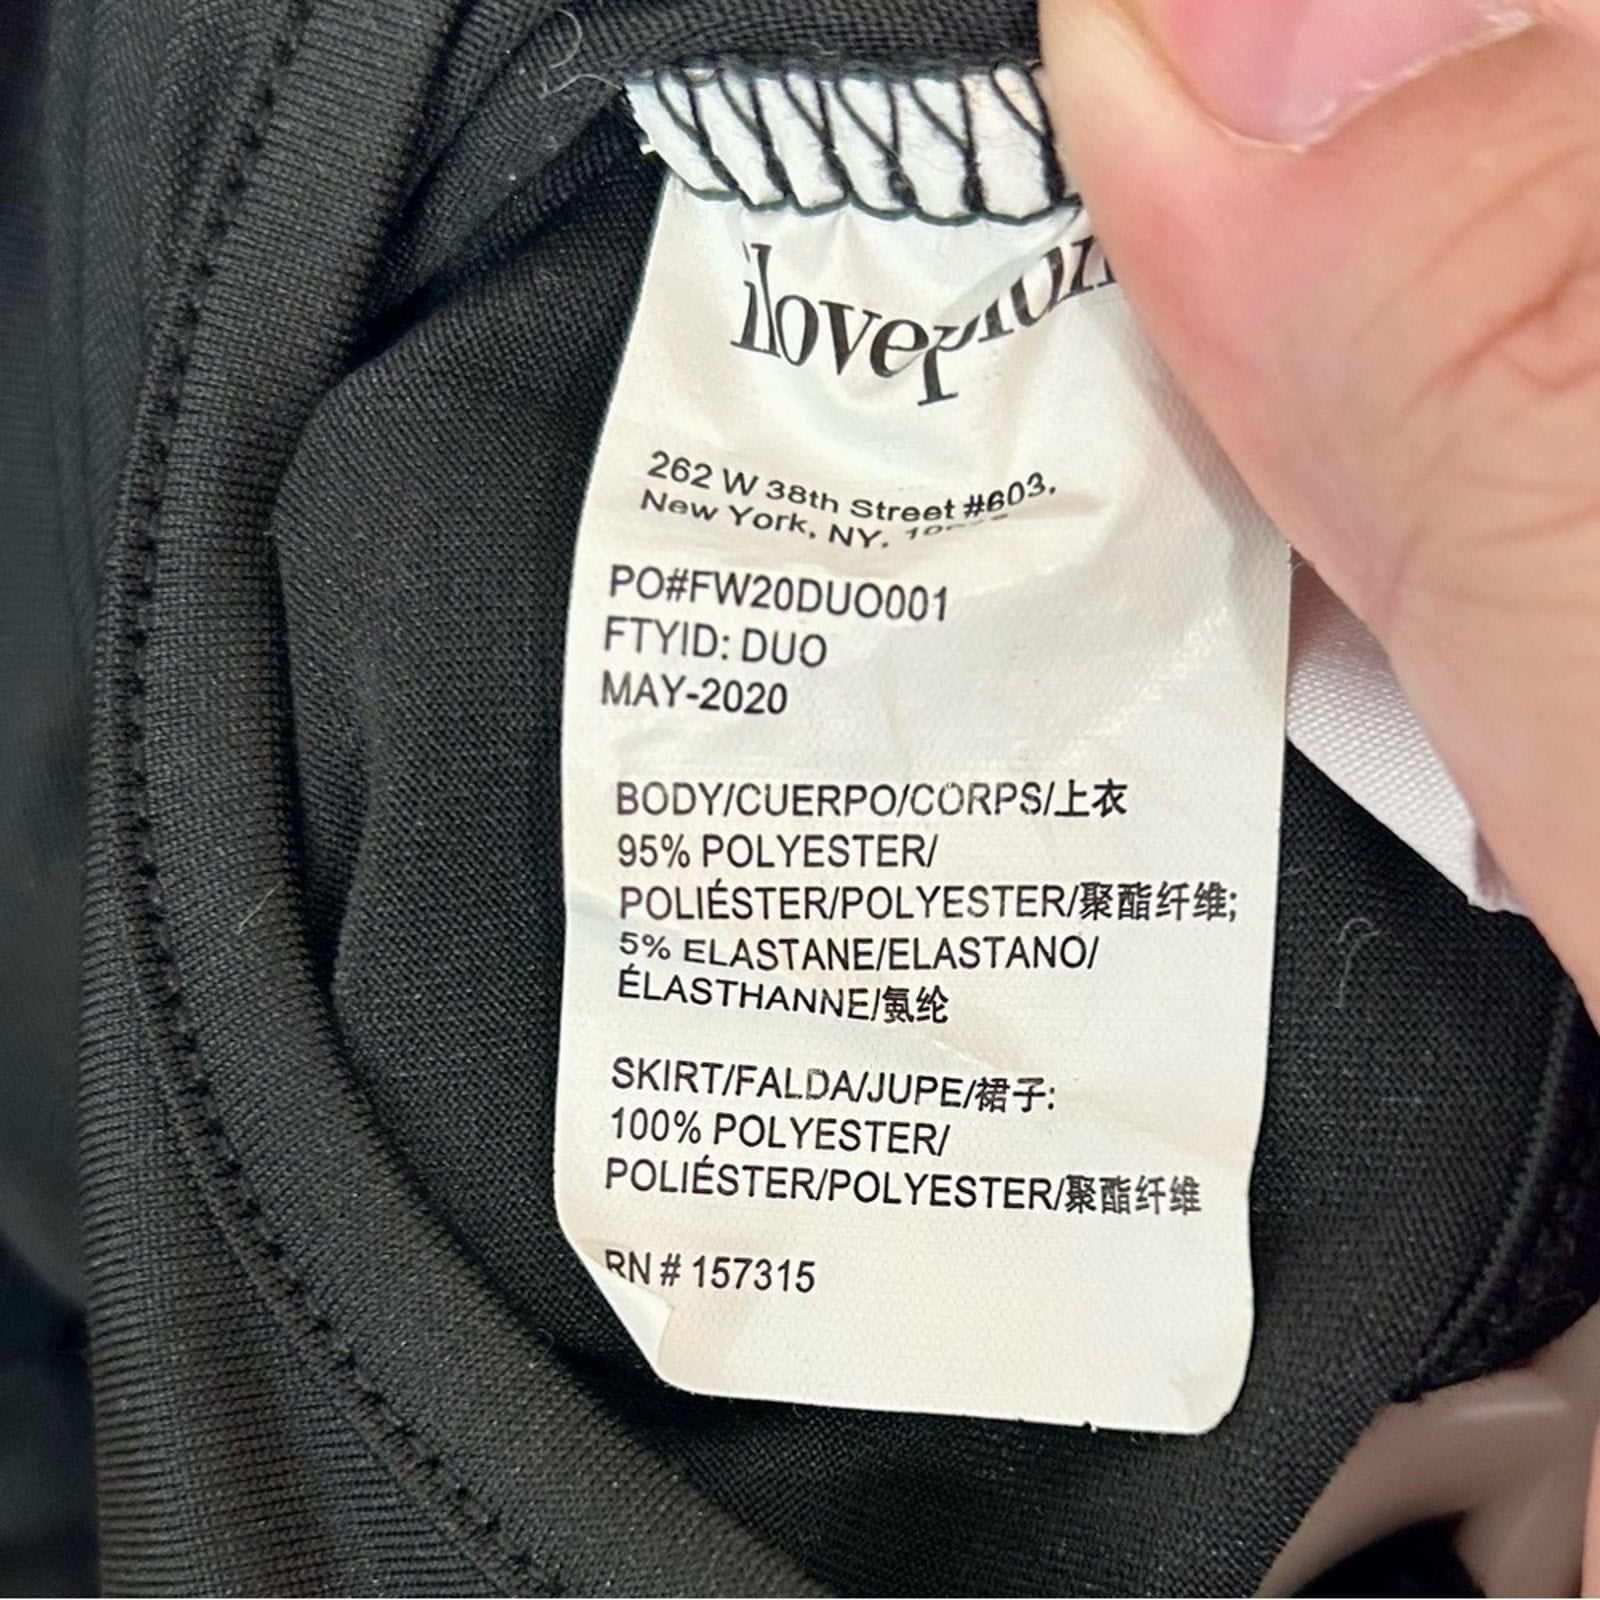 262 W 38th Street #603,
New York, NY,
PO#FW20DUO001
FTYID: DUO
MAY-2020
BODY/CUERPO/CORPS/上衣
95% POLYESTER/
POLIÉSTER/POLYESTER/聚酯纤维;
5% ELASTANE/ELASTANO/
ÉLASTHANNE/氨纶
SKIRT/FALDA/JUPE/裙子:
100% POLYESTER/
POLIÉSTER/POLYESTER/聚酯纤维
RN # 157315